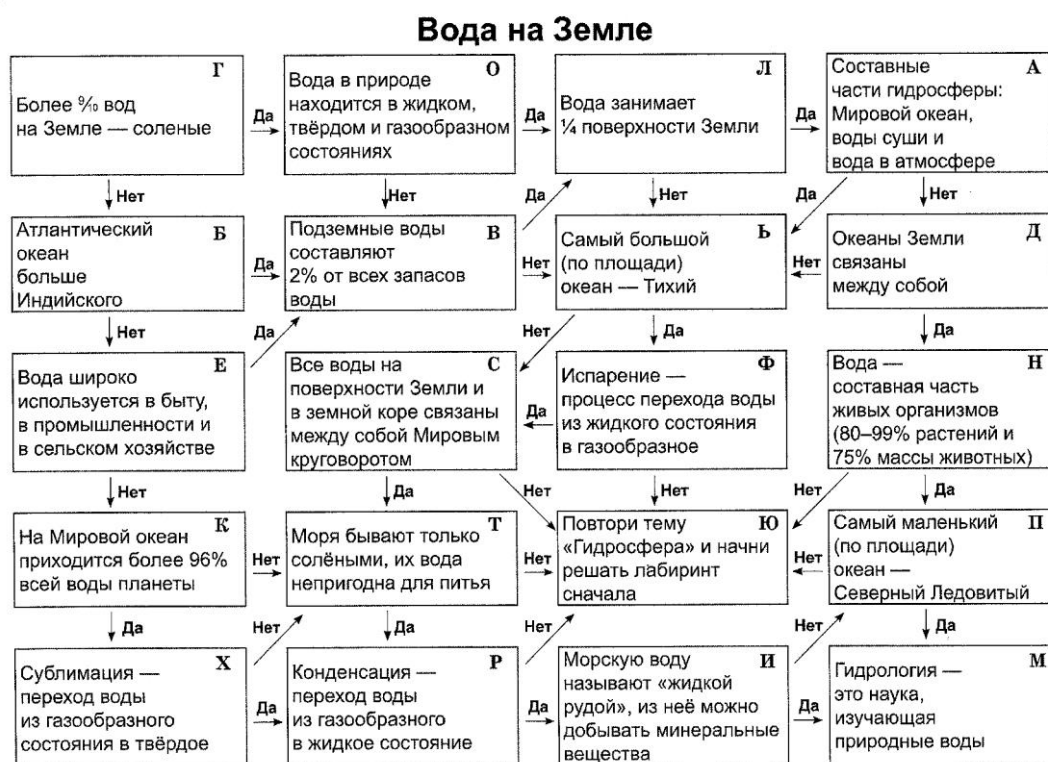 Вода на Земле
Г
Более 9/10 вод
на Земле — соленые
Да
О
Вода в природе
находится в жидком,
твёрдом и газообразном
состояниях
Да
Л
Вода занимает
¼ поверхности Земли
Да
А
Составные
части гидросферы:
Мировой океан,
воды суши и
вода в атмосфере
Нет
Нет
Да
Нет
Да
Нет
Б
Атлантический
океан
больше
Индийского
Да
В
Подземные воды
составляют
2% от всех запасов
воды
Нет
Ь
Самый большой
(по площади)
океан — Тихий
Нет
Д
Океаны Земли
связаны
между собой
Нет
Да
Нет
Да
Да
Е
Вода широко
используется в быту,
в промышленности и
в сельском хозяйстве
С
Все воды на
поверхности Земли и
в земной коре связаны
между собой Мировым
круговоротом
Да
Ф
Испарение —
процесс перехода воды
из жидкого состояния
в газообразное
Н
Вода —
составная часть
живых организмов
(80–99% растений и
75% массы животных)
Нет
Да
Нет
Нет
Нет
Да
К
На Мировой океан
приходится более 96%
всей воды планеты
Нет
Т
Моря бывают только
солёными, их вода
непригодна для питья
Нет
Ю
Повтори тему
«Гидросфера» и начни
решать лабиринт
сначала
Нет
П
Самый маленький
(по площади)
океан —
Северный Ледовитый
Да
Нет
Да
Нет
Нет
Да
Х
Сублимация —
переход воды
из газообразного
состояния в твёрдое
Да
Р
Конденсация —
переход воды
из газообразного
в жидкое состояние
Да
И
Морскую воду
называют «жидкой
рудой», из неё можно
добывать минеральные
вещества
Да
М
Гидрология —
это наука,
изучающая
природные воды